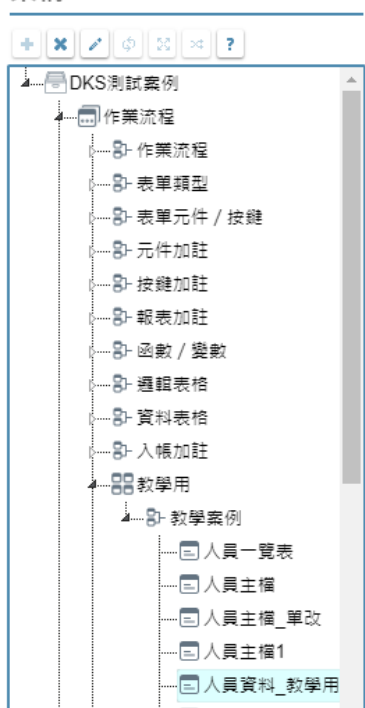 ?
DKS測試案例
作業流程
作業流程
表單類型
表單元件 / 按鍵
元件加註
按鍵加註
報表加註
函數 / 變數
邏輯表格
資料表格
入帳加註
教學用
教學案例
人員一覽表
人員主檔
人員主檔_單改
人員主檔1
人員資料_教學用